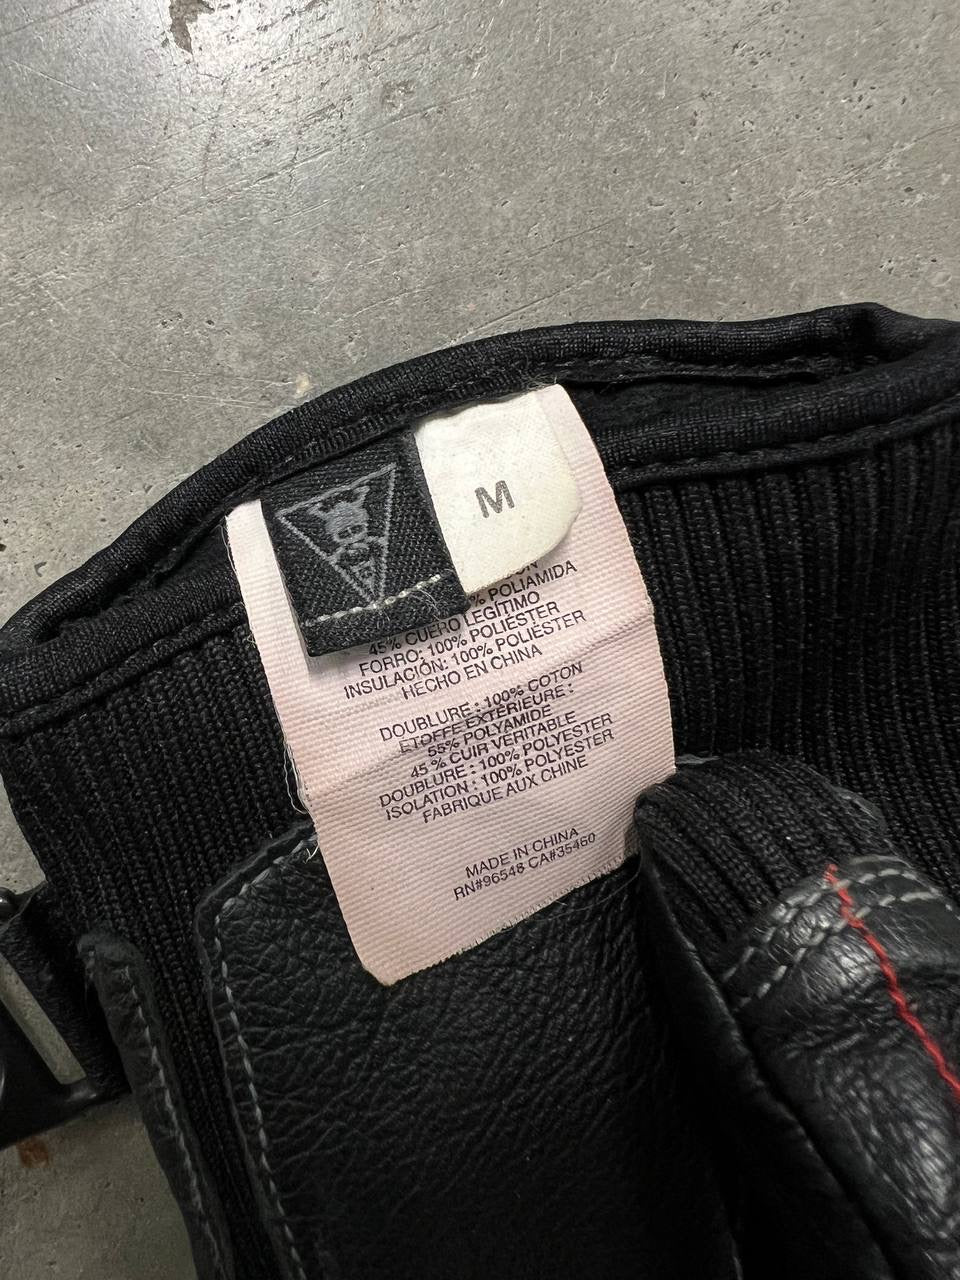 M
% POLIAMIDA
45% CUERO LEGÍTIMO
FORRO: 100% POLIÉSTER
INSULACIÓN: 100% POLIÉSTER
HECHO EN CHINA
DOUBLURE : 100% COTON
ÉTOFFE EXTÉRIEURE :
55% POLYAMIDE
45 % CUIR VÉRITABLE
DOUBLURE : 100% POLYESTER
ISOLATION : 100% POLYESTER
FABRIQUE AUX CHINE
MADE IN CHINA
RN#96548 CA#35460